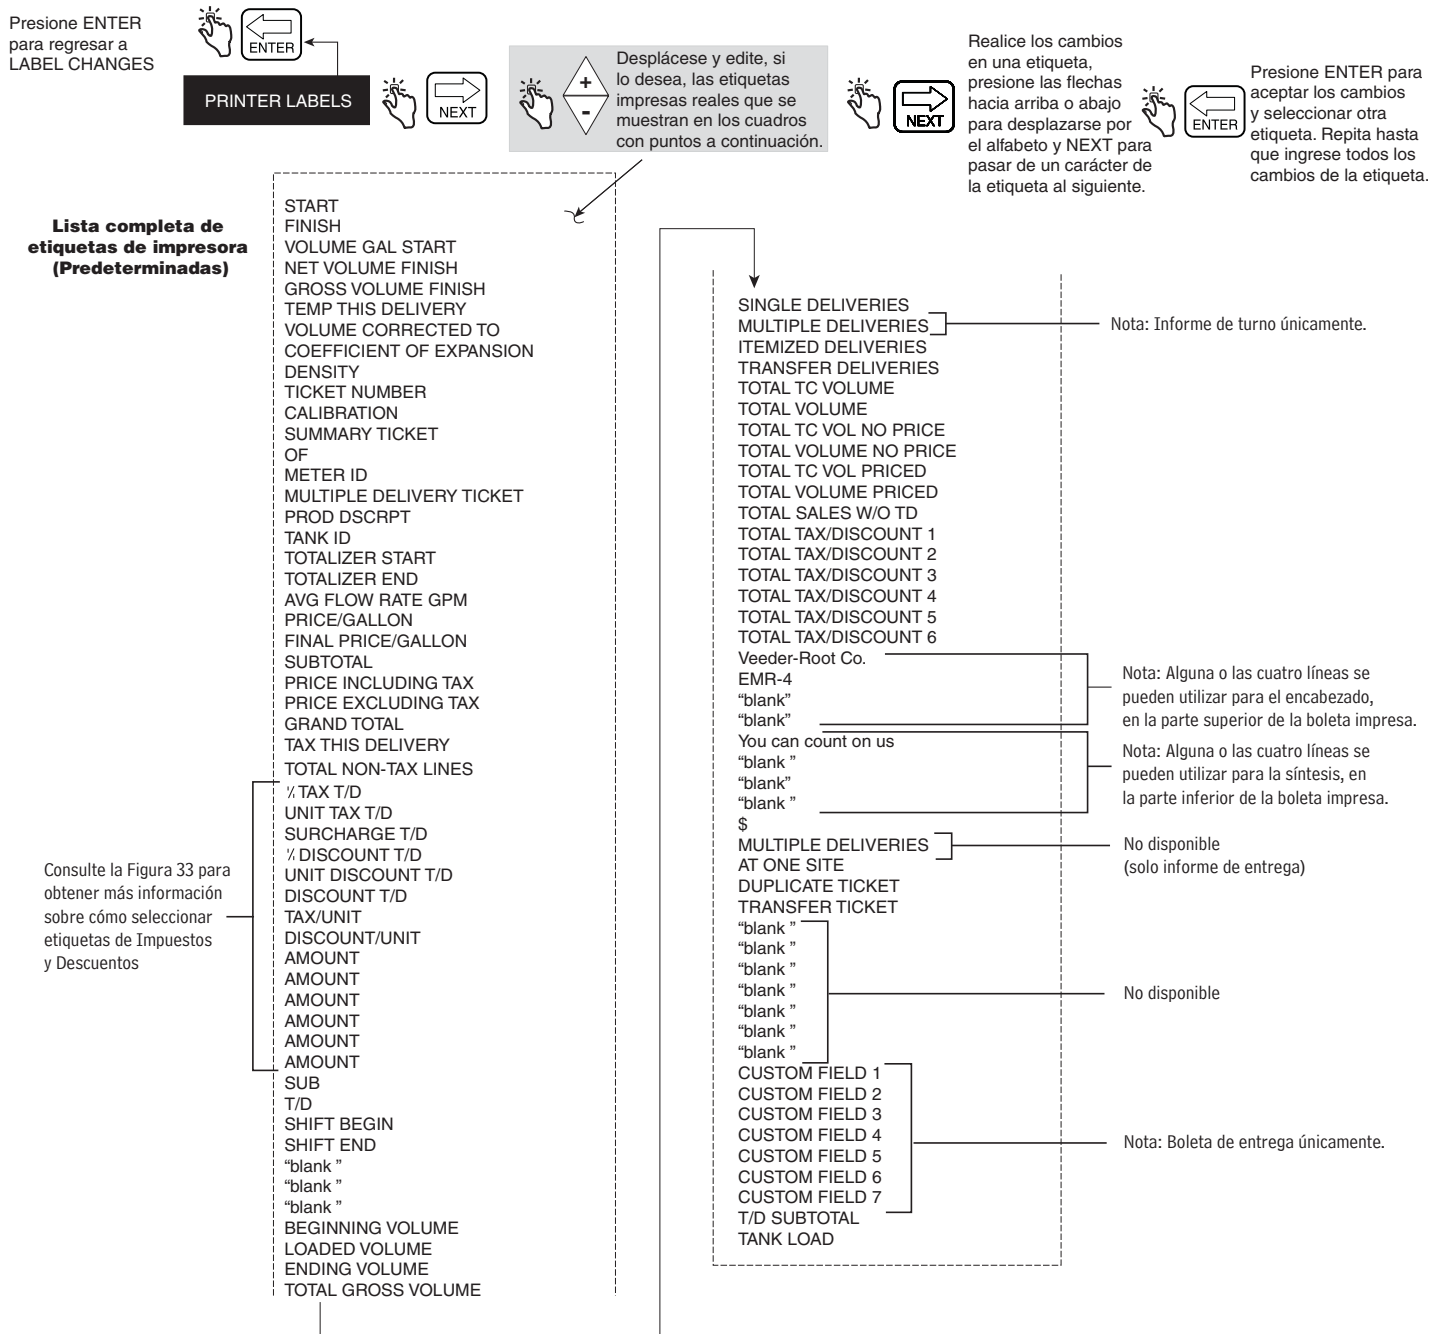 Presione ENTER
para regresar a
LABEL CHANGES
ENTER
PRINTER LABELS
NEXT
+
-
Desplácese y edite, si
lo desea, las etiquetas
impresas reales que se
muestran en los cuadros
con puntos a continuación.
NEXT
Realice los cambios
en una etiqueta,
presione las flechas
hacia arriba o abajo
para desplazarse por
el alfabeto y NEXT para
pasar de un carácter de
la etiqueta al siguiente.
ENTER
Presione ENTER para
aceptar los cambios
y seleccionar otra
etiqueta. Repita hasta
que ingrese todos los
cambios de la etiqueta.
Lista completa de
etiquetas de impresora
(Predeterminadas)
START
FINISH
VOLUME GAL START
NET VOLUME FINISH
GROSS VOLUME FINISH
TEMP THIS DELIVERY
VOLUME CORRECTED TO
COEFFICIENT OF EXPANSION
DENSITY
TICKET NUMBER
CALIBRATION
SUMMARY TICKET
OF
METER ID
MULTIPLE DELIVERY TICKET
PROD DSCRPT
TANK ID
TOTALIZER START
TOTALIZER END
AVG FLOW RATE GPM
PRICE/GALLON
FINAL PRICE/GALLON
SUBTOTAL
PRICE INCLUDING TAX
PRICE EXCLUDING TAX
GRAND TOTAL
TAX THIS DELIVERY
TOTAL NON-TAX LINES
TAX T/D
UNIT TAX T/D
SURCHARGE T/D
DISCOUNT T/D
UNIT DISCOUNT T/D
DISCOUNT T/D
TAX/UNIT
DISCOUNT/UNIT
AMOUNT
AMOUNT
AMOUNT
AMOUNT
AMOUNT
AMOUNT
SUB
T/D
SHIFT BEGIN
SHIFT END
“blank ”
“blank ”
“blank ”
BEGINNING VOLUME
LOADED VOLUME
ENDING VOLUME
TOTAL GROSS VOLUME
Consulte la Figura 33 para
obtener más información
sobre cómo seleccionar
etiquetas de Impuestos
y Descuentos
SINGLE DELIVERIES
MULTIPLE DELIVERIES
ITEMIZED DELIVERIES
TRANSFER DELIVERIES
TOTAL TC VOLUME
TOTAL VOLUME
TOTAL TC VOL NO PRICE
TOTAL VOLUME NO PRICE
TOTAL TC VOL PRICED
TOTAL VOLUME PRICED
TOTAL SALES W/O TD
TOTAL TAX/DISCOUNT 1
TOTAL TAX/DISCOUNT 2
TOTAL TAX/DISCOUNT 3
TOTAL TAX/DISCOUNT 4
TOTAL TAX/DISCOUNT 5
TOTAL TAX/DISCOUNT 6
Veeder-Root Co.
EMR-4
“blank”
“blank”
You can count on us
“blank ”
“blank”
“blank ”
$
MULTIPLE DELIVERIES
AT ONE SITE
DUPLICATE TICKET
TRANSFER TICKET
“blank ”
“blank ”
“blank ”
“blank ”
“blank ”
“blank ”
“blank ”
CUSTOM FIELD 1
CUSTOM FIELD 2
CUSTOM FIELD 3
CUSTOM FIELD 4
CUSTOM FIELD 5
CUSTOM FIELD 6
CUSTOM FIELD 7
T/D SUBTOTAL
TANK LOAD
Nota: Informe de turno únicamente.
Nota: Alguna o las cuatro líneas se
pueden utilizar para el encabezado,
en la parte superior de la boleta impresa.
Nota: Alguna o las cuatro líneas se
pueden utilizar para la síntesis, en
la parte inferior de la boleta impresa.
No disponible
(solo informe de entrega)
No disponible
Nota: Boleta de entrega únicamente.